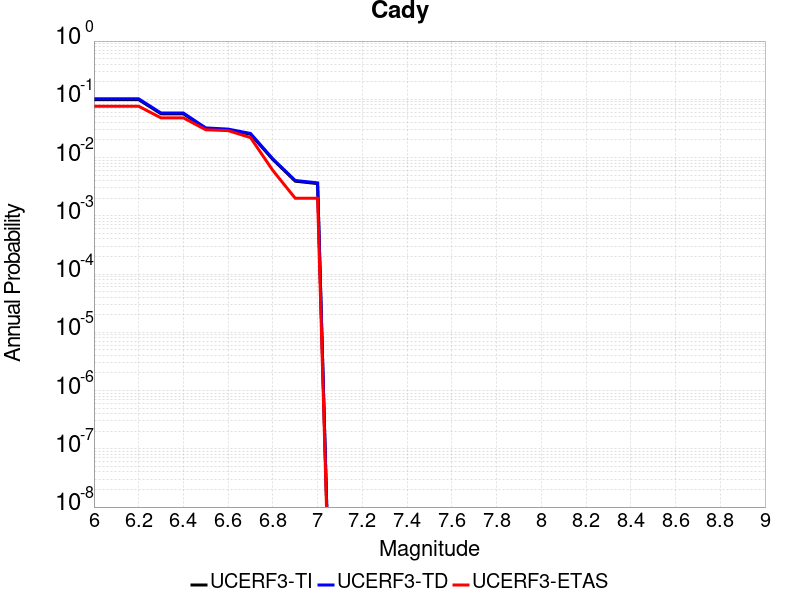 Cady
10^0
10^-1
10^-2
10^-3
10^-4
10^-5
10^-6
10^-7
10^-8
Annual Probability
6 6.2 6.4 6.6 6.8 7 7.2 7.4 7.6 7.8 8 8.2 8.4 8.6 8.8 9
Magnitude
UCERF3-TI UCERF3-TD UCERF3-ETAS